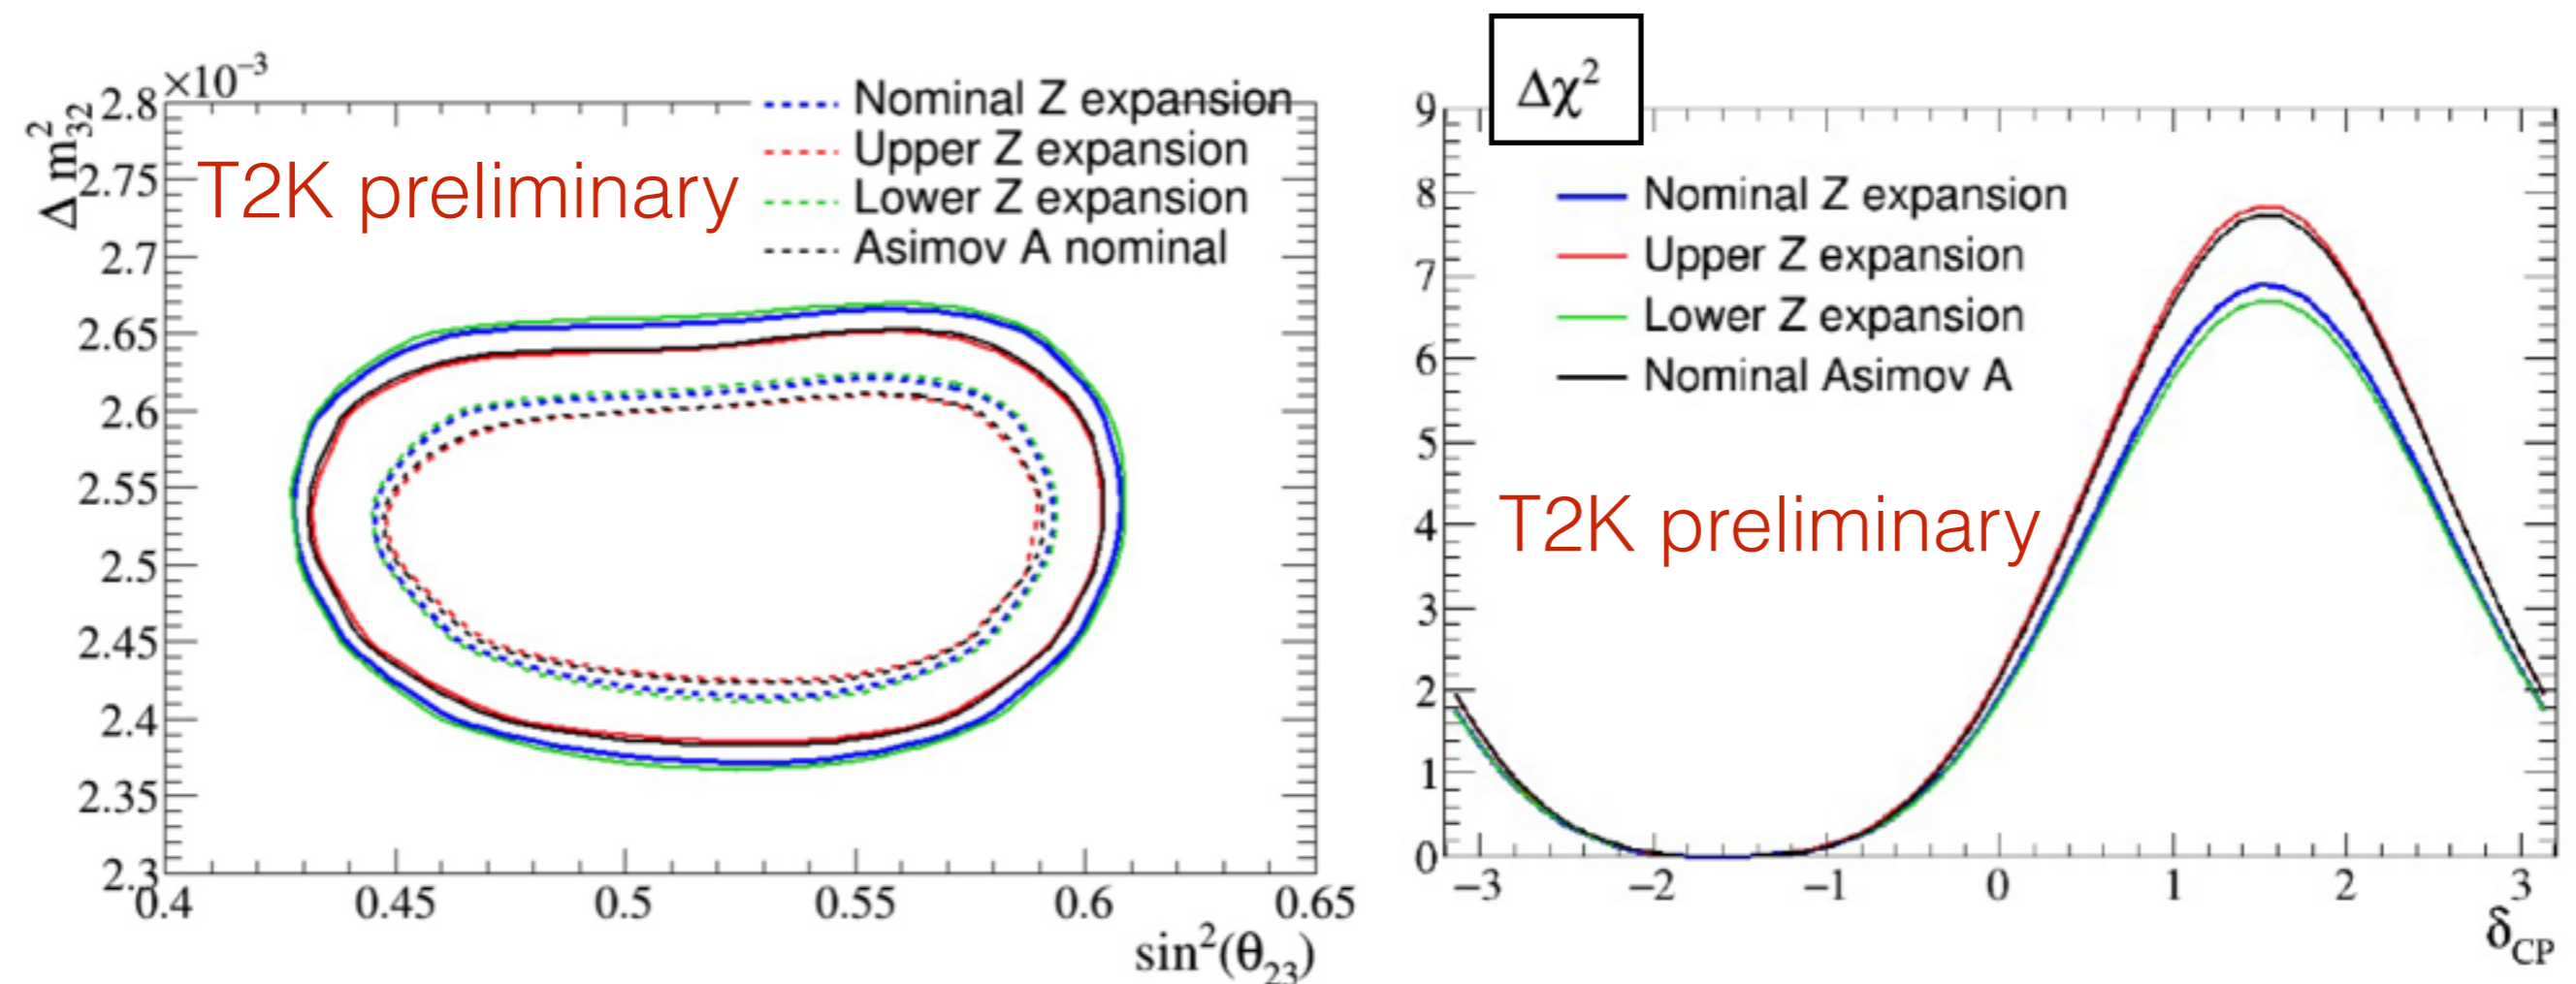 ×10⁻³
Δ m²₃₂
2.8
2.75
2.7
2.65
2.6
2.55
2.5
2.45
2.4
2.35
2.3
T2K preliminary
Nominal Z expansion
Upper Z expansion
Lower Z expansion
Asimov A nominal
0.4 0.45 0.5 0.55 0.6 0.65
sin²(θ₂₃)
Δχ²
9
8
7
6
5
4
3
2
1
0
Nominal Z expansion
Upper Z expansion
Lower Z expansion
Nominal Asimov A
T2K preliminary
−3 −2 −1 0 1 2 3
δ_CP